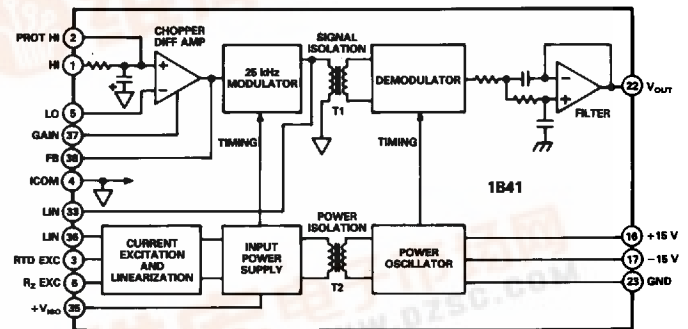 PROT HI 2
HI 1
LO 5
GAIN 37
FB 38
ICOM 4
LIN 33
LIN 36
RTD EXC 3
RZ EXC 6
+VISO 35
CHOPPER
DIFF AMP
+
-
+
25 kHz
MODULATOR
TIMING
SIGNAL
ISOLATION
T1
DEMODULATOR
TIMING
-
+
FILTER
22 VOUT
1B41
CURRENT
EXCITATION
AND
LINEARIZATION
INPUT
POWER
SUPPLY
POWER
ISOLATION
T2
POWER
OSCILLATOR
16 +15 V
17 -15 V
23 GND
www.dzsc.com